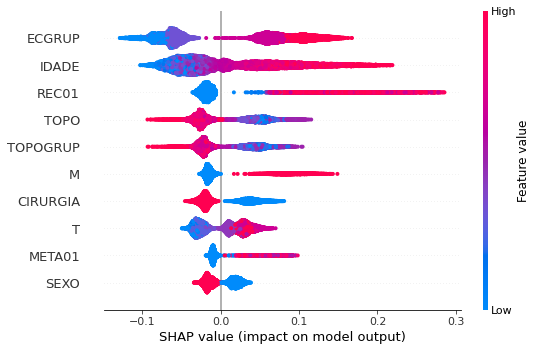 High
ECGRUP
IDADE
REC01
TOPO
TOPOGRUP
M
CIRURGIA
T
META01
SEXO
Feature value
Low
−0.1 0.0 0.1 0.2 0.3
SHAP value (impact on model output)